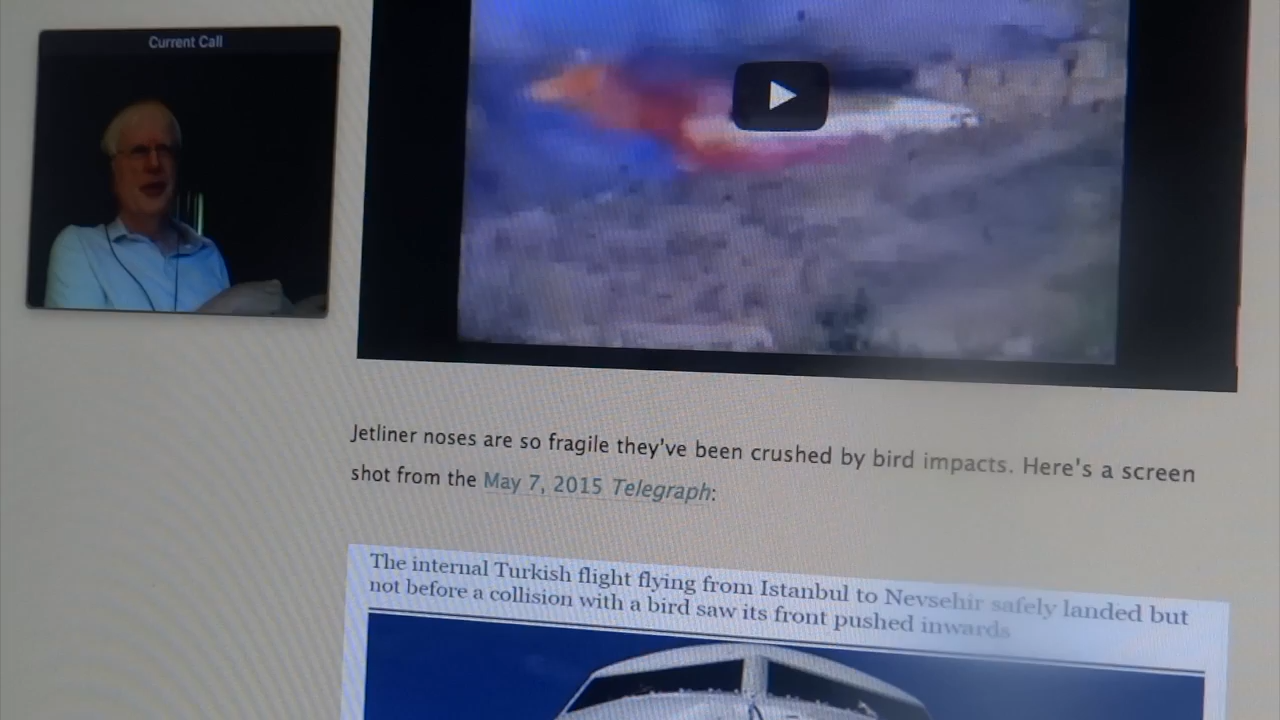 Current Call
Jetliner noses are so fragile they've been crushed by bird impacts. Here's a screen
shot from the May 7, 2015 Telegraph:
The internal Turkish flight flying from Istanbul to Nevsehir safely landed but
not before a collision with a bird saw its front pushed inwards